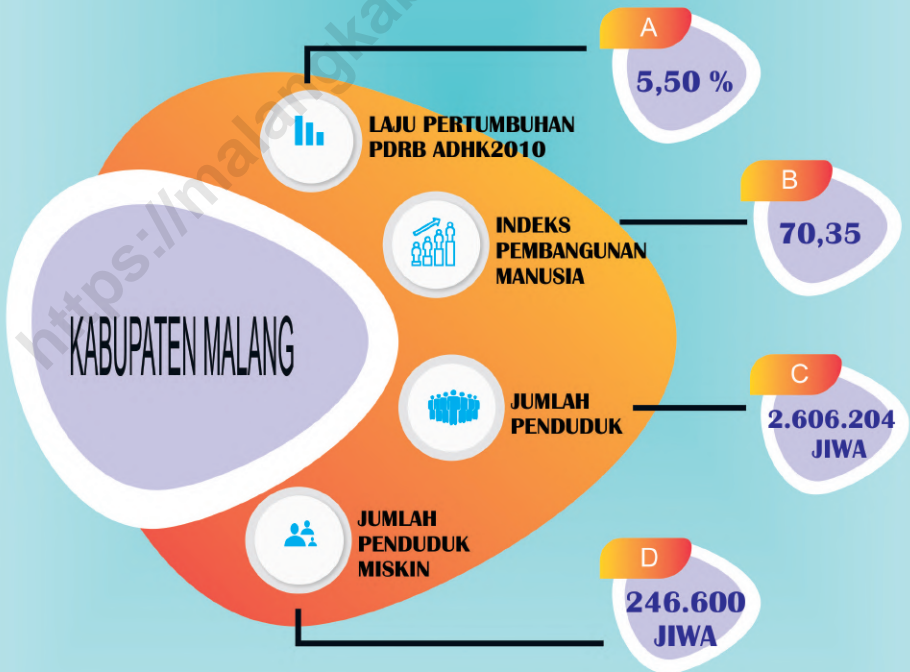 A
5,50 %
LAJU PERTUMBUHAN
PDRB ADHK2010
B
70,35
INDEKS
PEMBANGUNAN
MANUSIA
KABUPATEN MALANG
C
2.606.204
JIWA
JUMLAH
PENDUDUK
D
246.600
JIWA
JUMLAH
PENDUDUK
MISKIN
https://malangka